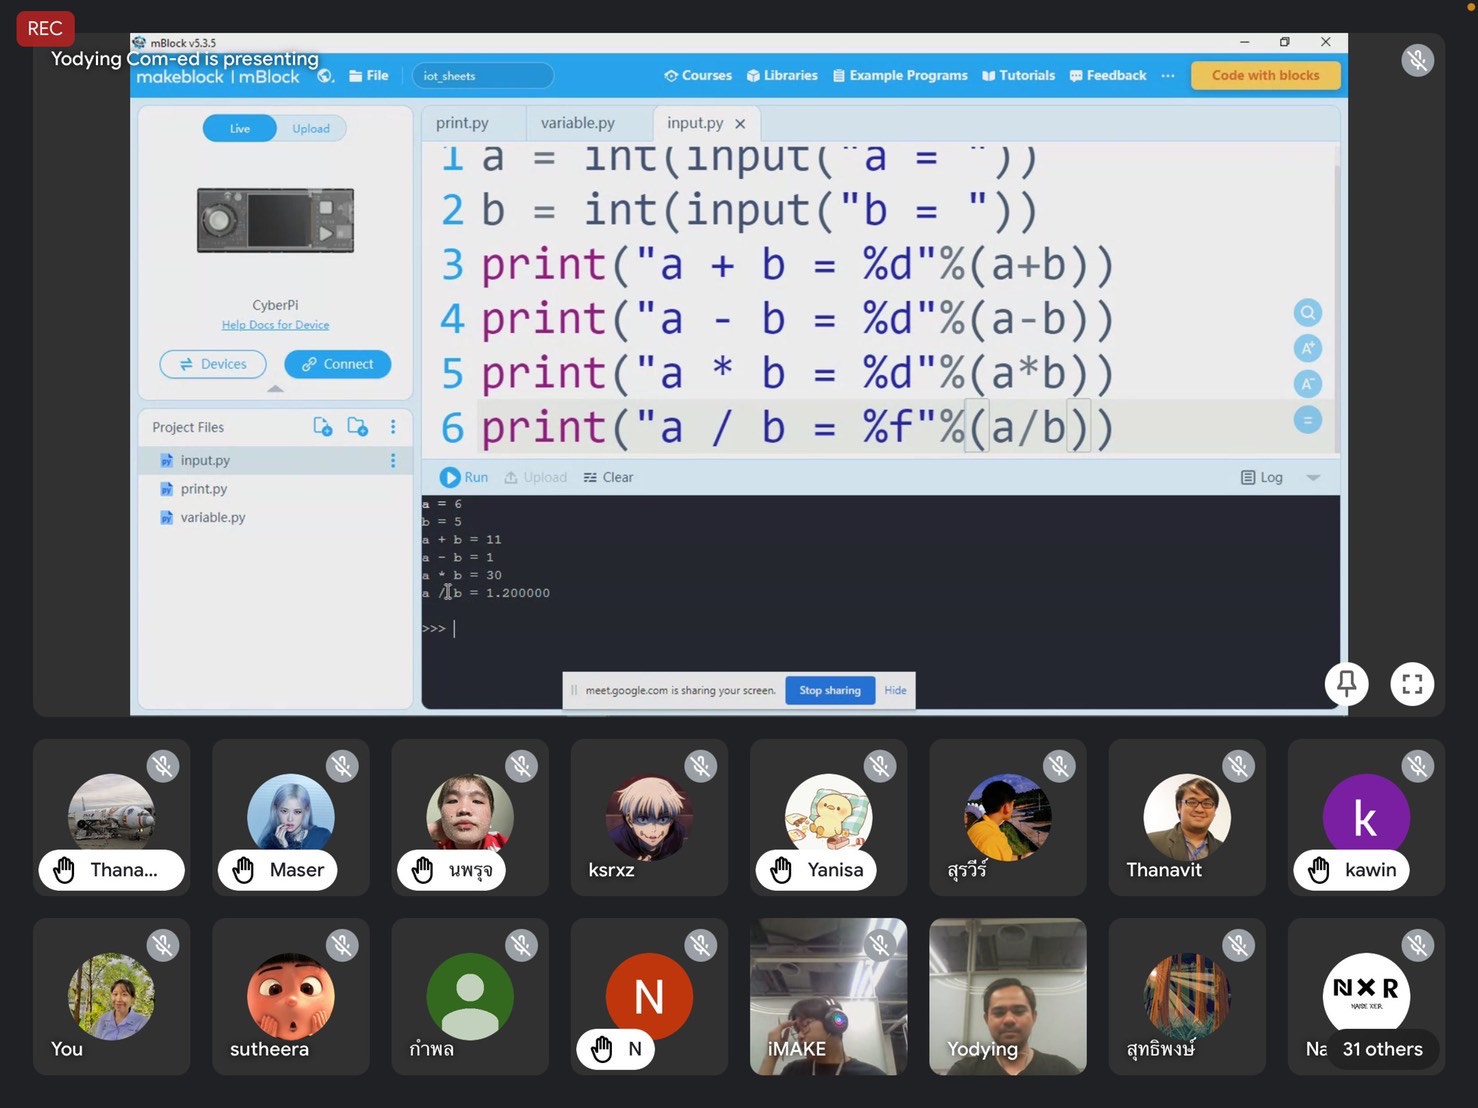 REC
mBlock v5.3.5
Yodying Com-ed is presenting
makeblock | mBlock
File
iot_sheets
Courses
Libraries
Example Programs
Tutorials
Feedback
Code with blocks
Live
Upload
CyberPi
Help Docs for Device
Devices
Connect
Project Files
input.py
print.py
variable.py
print.py
variable.py
input.py
1 a = int(input("a = "))
2 b = int(input("b = "))
3 print("a + b = %d"%(a+b))
4 print("a - b = %d"%(a-b))
5 print("a * b = %d"%(a*b))
6 print("a / b = %f"%(a/b))
A+
A-
Run
Upload
Clear
Log
a = 6
b = 5
a + b = 11
a - b = 1
a * b = 30
a / b = 1.200000
>>>
meet.google.com is sharing your screen.
Stop sharing
Hide
Thana...
Maser
นพรุจ
ksrxz
Yanisa
สุรวีร์
Thanavit
k
kawin
You
sutheera
กำพล
N
N
iMAKE
Yodying
สุทธิพงษ์
NXR
Na
31 others